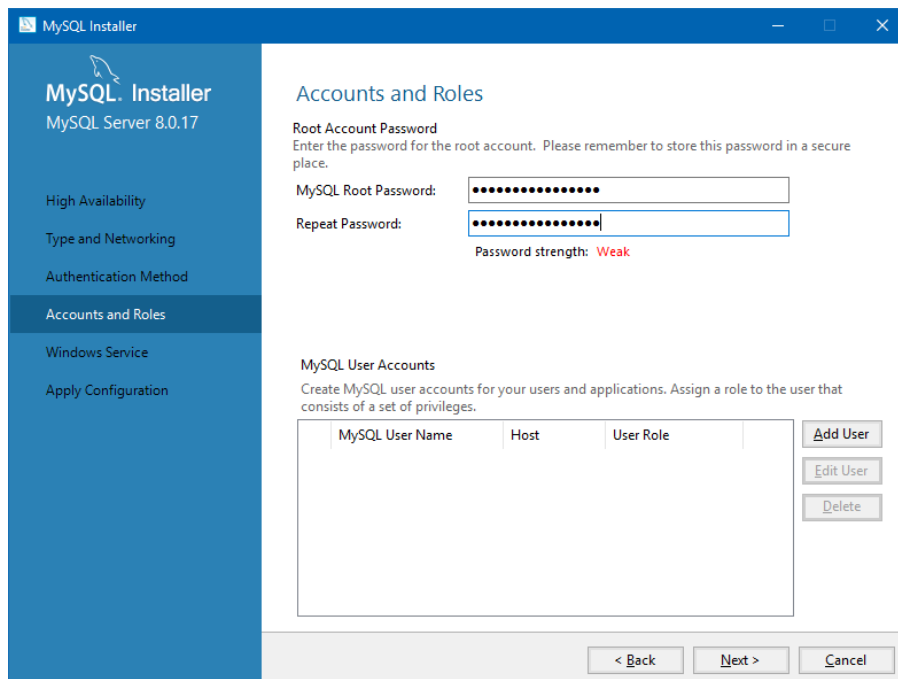 MySQL Installer
MySQL. Installer
MySQL Server 8.0.17
High Availability
Type and Networking
Authentication Method
Accounts and Roles
Windows Service
Apply Configuration
Accounts and Roles
Root Account Password
Enter the password for the root account. Please remember to store this password in a secure
place.
MySQL Root Password: ●●●●●●●●●●●●●●●●
Repeat Password: ●●●●●●●●●●●●●●●●
Password strength: Weak
MySQL User Accounts
Create MySQL user accounts for your users and applications. Assign a role to the user that
consists of a set of privileges.
MySQL User Name Host User Role
Add User
Edit User
Delete
< Back Next > Cancel